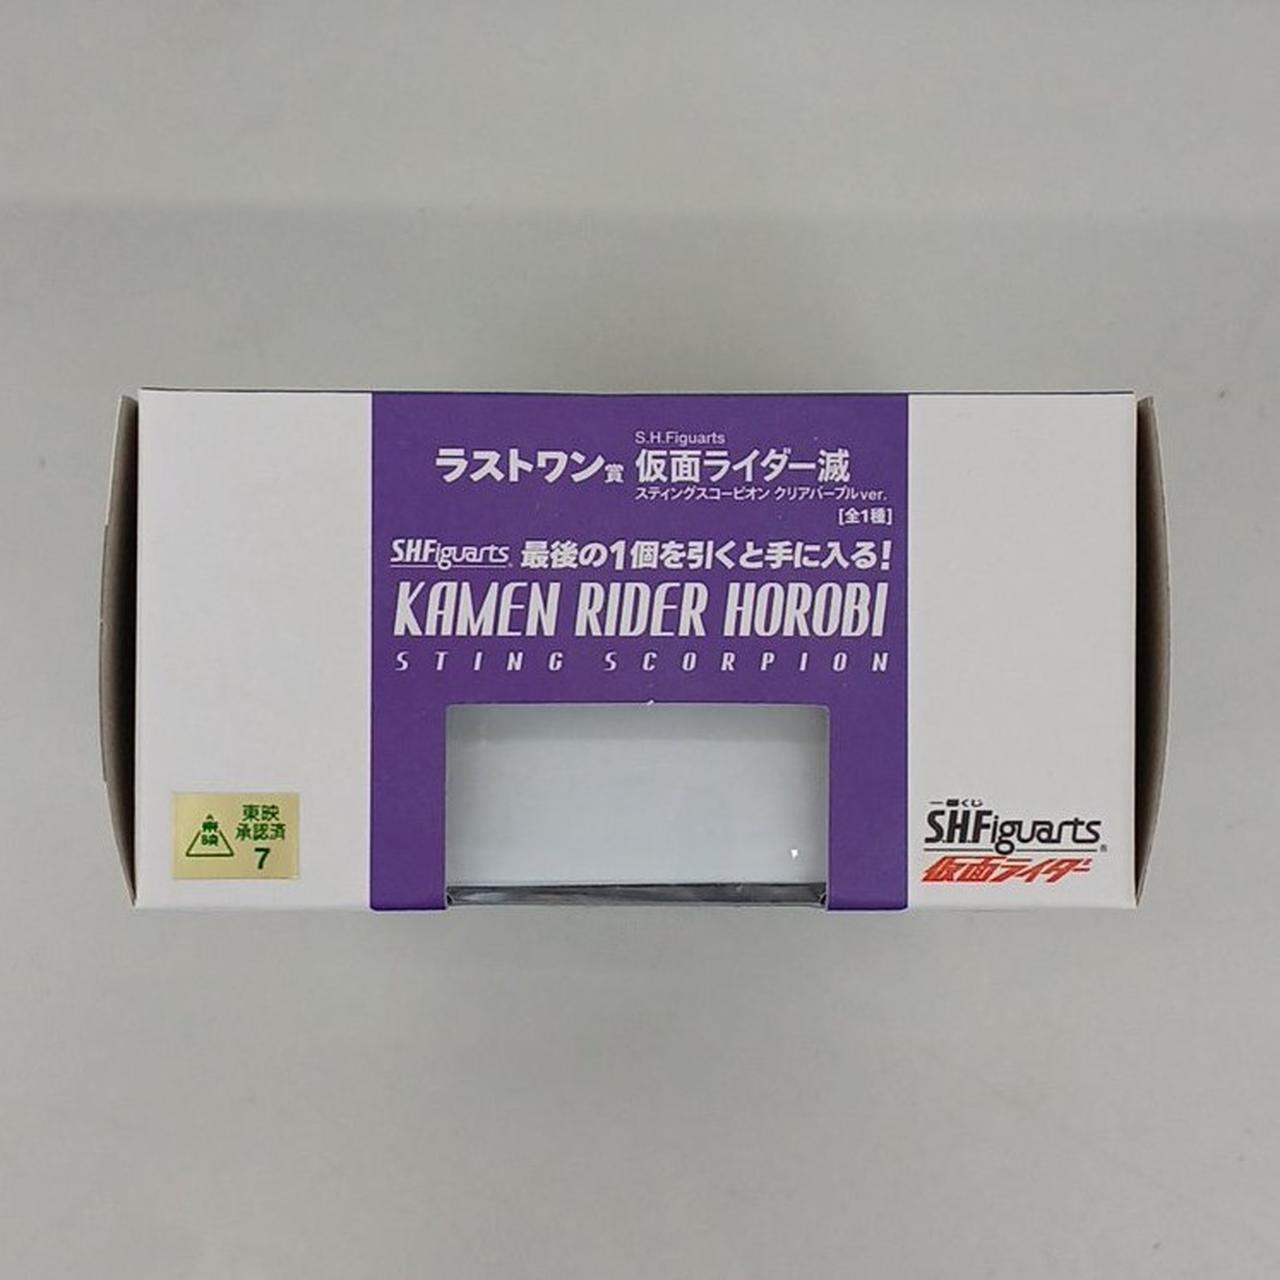 S.H.Figuarts
ラストワン賞 仮面ライダー滅
スティングスコーピオン クリアパープルver.
[全1種]
S.H.Figuarts 最後の1個を引くと手に入る!
KAMEN RIDER HOROBI
STING SCORPION
東映
東映
承認済
7
一番くじ
S.H.Figuarts®
仮面ライダー